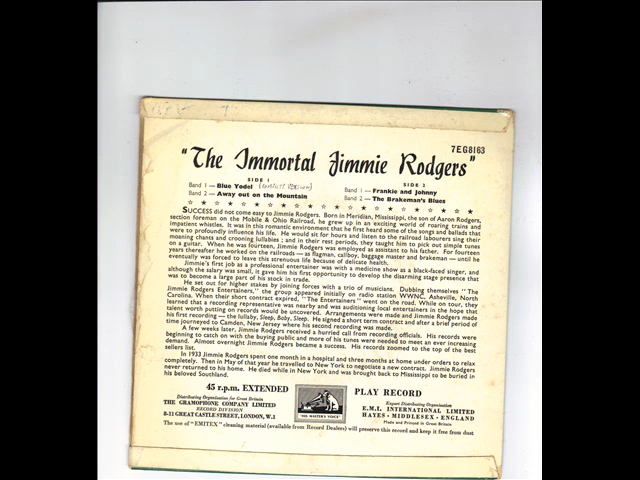 7EG8163
"The Immortal Jimmie Rodgers"
SIDE 1
Band 1 — Blue Yodel
Band 2 — Away out on the Mountain
SIDE 2
Band 1 — Frankie and Johnny
Band 2 — The Brakeman's Blues
SUCCESS did not come easy to Jimmie Rodgers. Born in Meridian, Mississippi, the son of Aaron Rodgers,
section foreman on the Mobile & Ohio Railroad, he grew up in an exciting world of roaring trains and
impatient whistles. It was in this romantic environment that he first heard some of the songs and ballads that
were to profoundly influence his life. He would sit for hours and listen to the railroad labourers sing their
moaning chants and crooning lullabies ; and in their rest periods, they taught him to pick out simple tunes
on a guitar. When he was fourteen, Jimmie Rodgers was employed as assistant to his father. For fourteen
years thereafter he worked on the railroads — as flagman, callboy, baggage master and brakeman — until he
eventually was forced to leave this strenuous life because of delicate health.
Jimmie's first job as a professional entertainer was with a medicine show as a black-faced singer, and
although the salary was small, it gave him his first opportunity to develop the disarming stage presence that
was to become a large part of his stock in trade.
He set out for higher stakes by joining forces with a trio of musicians. Dubbing themselves "The
Jimmie Rodgers Entertainers," the group appeared initially on radio station WWNC, Asheville, North
Carolina. When their short contract expired, "The Entertainers" went on the road. While on tour, they
learned that a recording representative was nearby and was auditioning local entertainers in the hope that
talent worth putting on records would be uncovered. Arrangements were made and Jimmie Rodgers made
his first recording — the lullaby, Sleep, Baby, Sleep. He signed a short term contract and after a brief period of
time journeyed to Camden, New Jersey where his second recording was made.
A few weeks later, Jimmie Rodgers received a hurried call from recording officials. His records were
beginning to catch on with the buying public and more of his tunes were needed to meet an ever increasing
demand. Almost overnight Jimmie Rodgers became a success. His records zoomed to the top of the best
sellers list.
In 1933 Jimmie Rodgers spent one month in a hospital and three months at home under orders to relax
completely. Then in May of that year he travelled to New York to negotiate a new contract. Jimmie Rodgers
never returned to his home. He died while in New York and was brought back to Mississippi to be buried in
his beloved Southland.
45 r.p.m. EXTENDED PLAY RECORD
Distributing Organisation for Great Britain
THE GRAMOPHONE COMPANY LIMITED
RECORD DIVISION
8-11 GREAT CASTLE STREET, LONDON, W.1
"HIS MASTER'S VOICE"
Export Distributing Organisation
E.M.I. INTERNATIONAL LIMITED
HAYES · MIDDLESEX · ENGLAND
Made and Printed in Great Britain
The use of "EMITEX" cleaning material (available from Record Dealers) will preserve this record and keep it free from dust